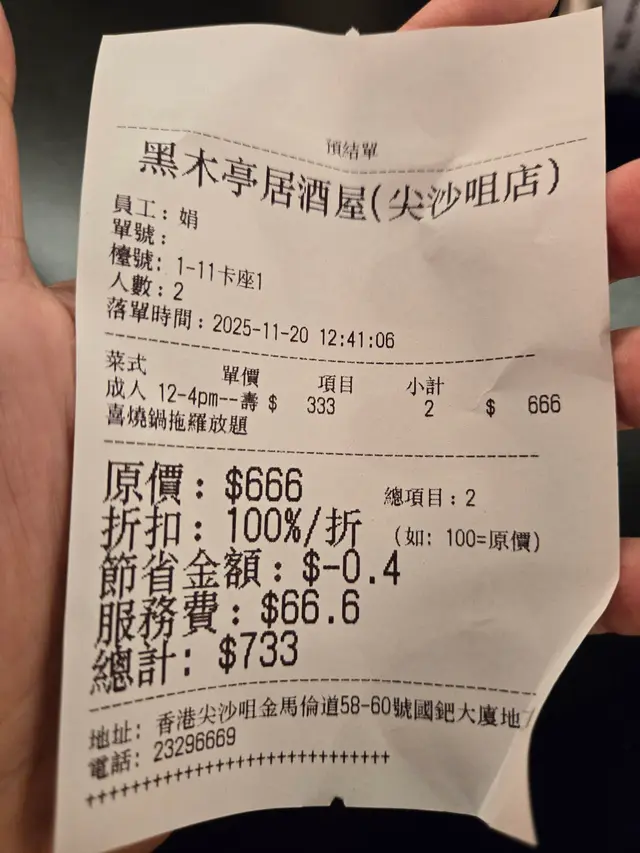 預結單
黑木亭居酒屋(尖沙咀店)
員工: 娟
單號:
檯號: 1-11卡座1
人數: 2
落單時間: 2025-11-20 12:41:06
菜式 單價 項目 小計
成人 12-4pm--壽 $ 333 2 $ 666
喜燒鍋拖羅放題
原價: $666 總項目: 2
折扣: 100%/折 (如: 100=原價)
節省金額: $-0.4
服務費: $66.6
總計: $733
地址: 香港尖沙咀金馬倫道58-60號國鈀大廈地
電話: 23296669